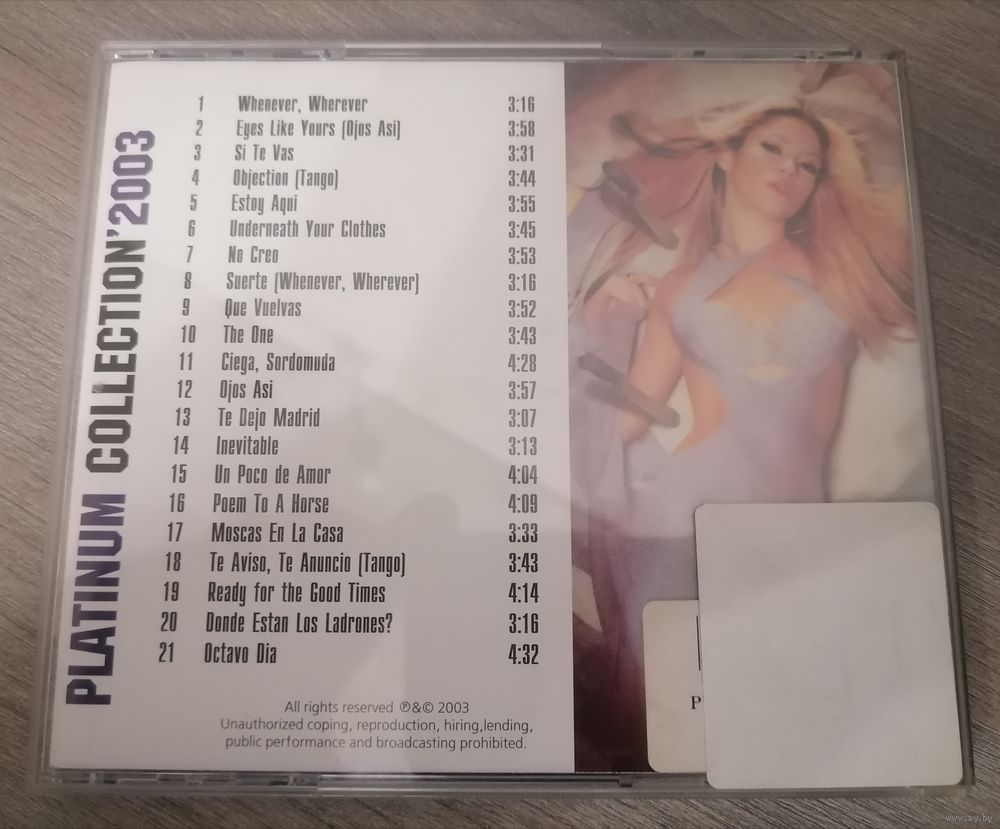 PLATINUM COLLECTION'2003
1 Whenever, Wherever 3:16
2 Eyes Like Yours (Ojos Asi) 3:58
3 Si Te Vas 3:31
4 Objection (Tango) 3:44
5 Estoy Aqui 3:55
6 Underneath Your Clothes 3:45
7 No Creo 3:53
8 Suerte (Whenever, Wherever) 3:16
9 Que Vuelvas 3:52
10 The One 3:43
11 Ciega, Sordomuda 4:28
12 Ojos Asi 3:57
13 Te Dejo Madrid 3:07
14 Inevitable 3:13
15 Un Poco de Amor 4:04
16 Poem To A Horse 4:09
17 Moscas En La Casa 3:33
18 Te Aviso, Te Anuncio (Tango) 3:43
19 Ready for the Good Times 4:14
20 Donde Estan Los Ladrones? 3:16
21 Octavo Dia 4:32
All rights reserved ℗&© 2003
Unauthorized coping, reproduction, hiring,lending,
public performance and broadcasting prohibited.
P
www.ay.by